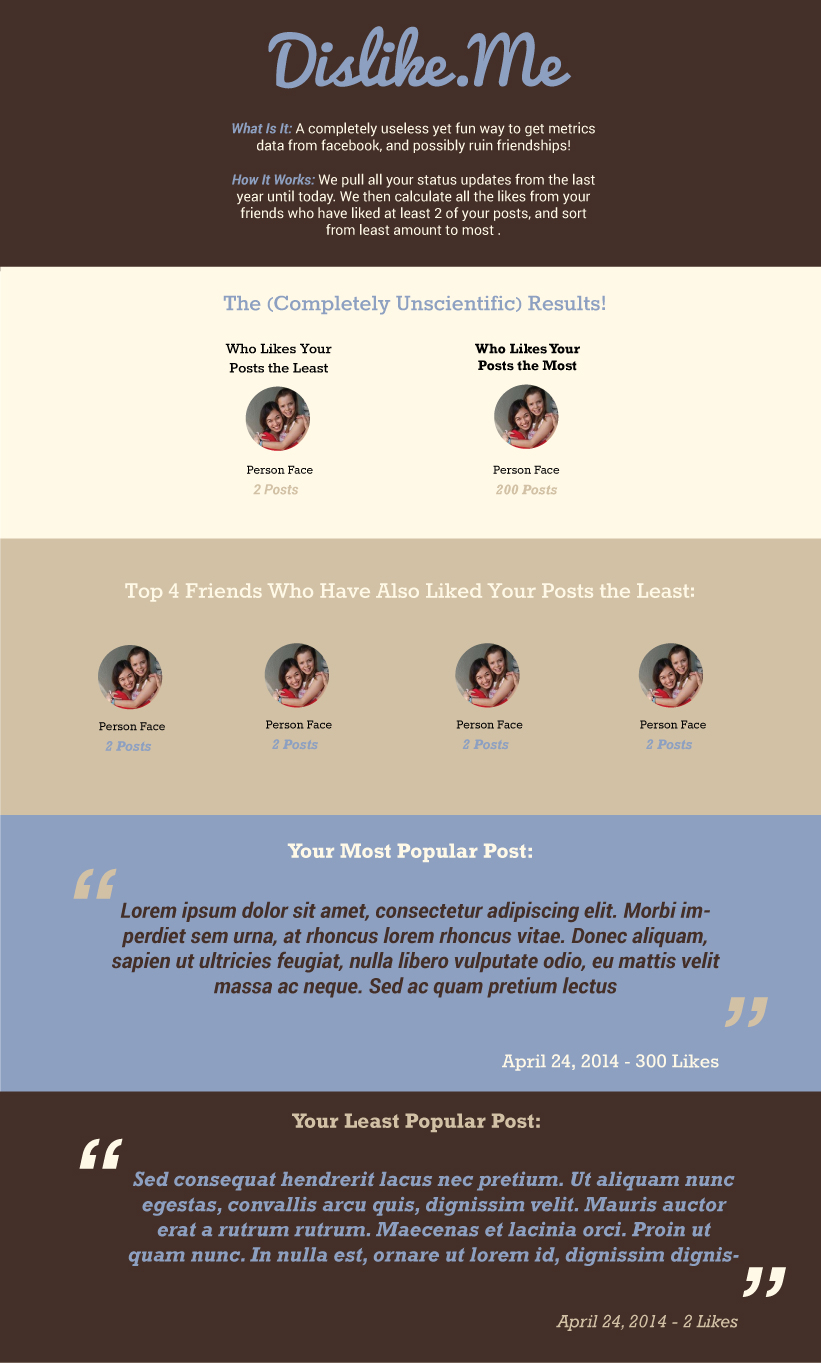 Dislike.Me
What Is It: A completely useless yet fun way to get metrics
data from facebook, and possibly ruin friendships!
How It Works: We pull all your status updates from the last
year until today. We then calculate all the likes from your
friends who have liked at least 2 of your posts, and sort
from least amount to most .
The (Completely Unscientific) Results!
Who Likes Your
Posts the Least
Person Face
2 Posts
Who Likes Your
Posts the Most
Person Face
200 Posts
Top 4 Friends Who Have Also Liked Your Posts the Least:
Person Face
2 Posts
Person Face
2 Posts
Person Face
2 Posts
Person Face
2 Posts
Your Most Popular Post:
“
Lorem ipsum dolor sit amet, consectetur adipiscing elit. Morbi im-
perdiet sem urna, at rhoncus lorem rhoncus vitae. Donec aliquam,
sapien ut ultricies feugiat, nulla libero vulputate odio, eu mattis velit
massa ac neque. Sed ac quam pretium lectus
”
April 24, 2014 - 300 Likes
Your Least Popular Post:
“
Sed consequat hendrerit lacus nec pretium. Ut aliquam nunc
egestas, convallis arcu quis, dignissim velit. Mauris auctor
erat a rutrum rutrum. Maecenas et lacinia orci. Proin ut
quam nunc. In nulla est, ornare ut lorem id, dignissim dignis-
”
April 24, 2014 - 2 Likes